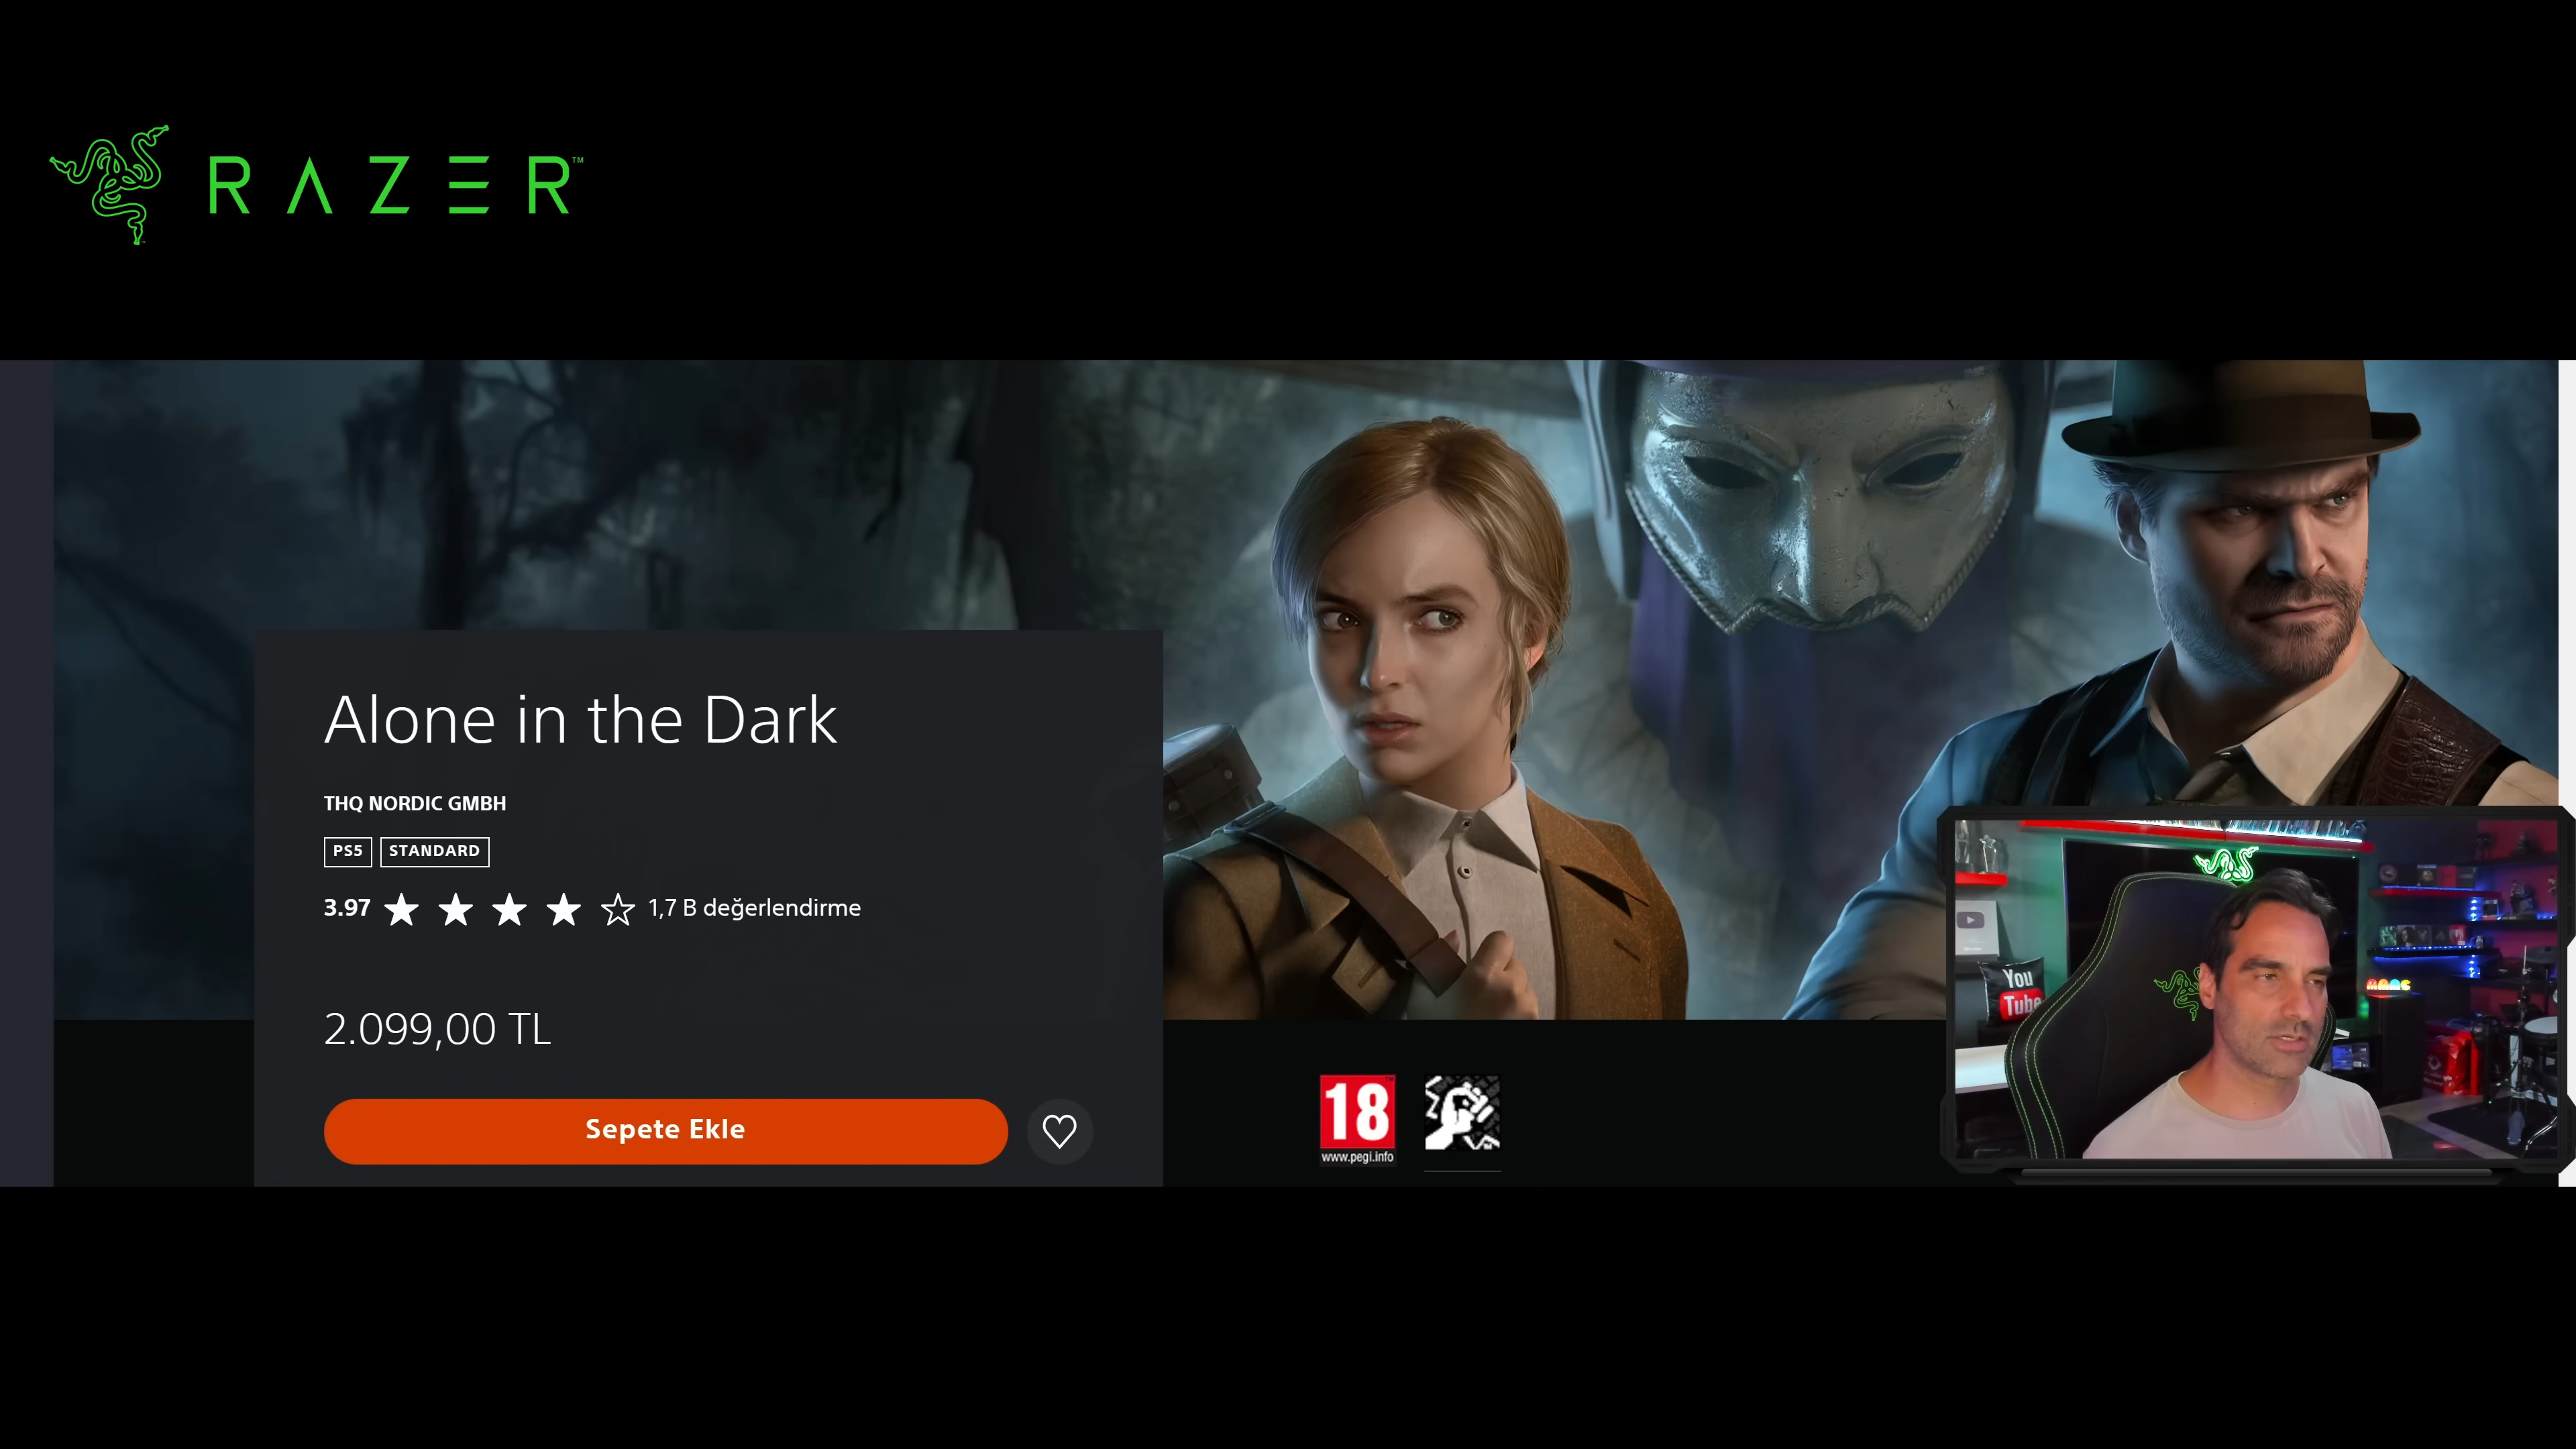 RAZER™
Alone in the Dark
THQ NORDIC GMBH
PS5 STANDARD
3.97 1,7 B değerlendirme
2.099,00 TL
Sepete Ekle
18
www.pegi.info
You
Tube